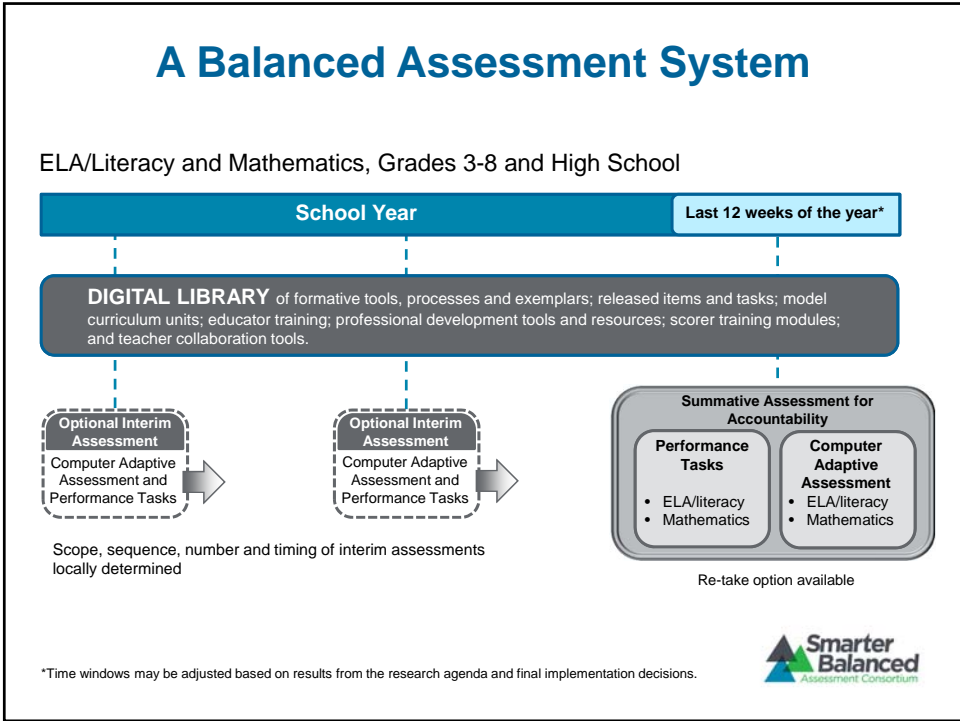 A Balanced Assessment System
ELA/Literacy and Mathematics, Grades 3-8 and High School
School Year
Last 12 weeks of the year*
DIGITAL LIBRARY of formative tools, processes and exemplars; released items and tasks; model
curriculum units; educator training; professional development tools and resources; scorer training modules;
and teacher collaboration tools.
Optional Interim
Assessment
Computer Adaptive
Assessment and
Performance Tasks
Optional Interim
Assessment
Computer Adaptive
Assessment and
Performance Tasks
Summative Assessment for
Accountability
Performance
Tasks
• ELA/literacy
• Mathematics
Computer
Adaptive
Assessment
• ELA/literacy
• Mathematics
Scope, sequence, number and timing of interim assessments
locally determined
Re-take option available
*Time windows may be adjusted based on results from the research agenda and final implementation decisions.
Smarter
Balanced
Assessment Consortium